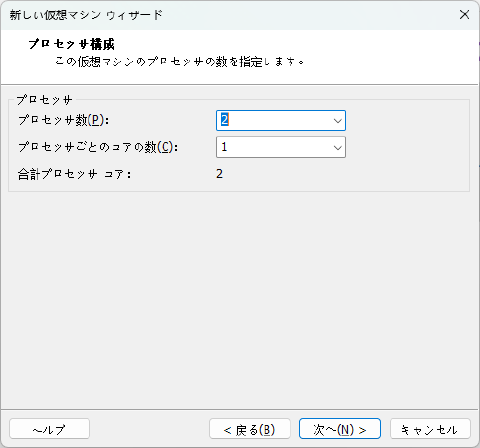 新しい仮想マシン ウィザード
プロセッサ構成
この仮想マシンのプロセッサの数を指定します。
プロセッサ
プロセッサ数(P): 2
プロセッサごとのコアの数(C): 1
合計プロセッサ コア: 2
ヘルプ < 戻る(B) 次へ(N) > キャンセル